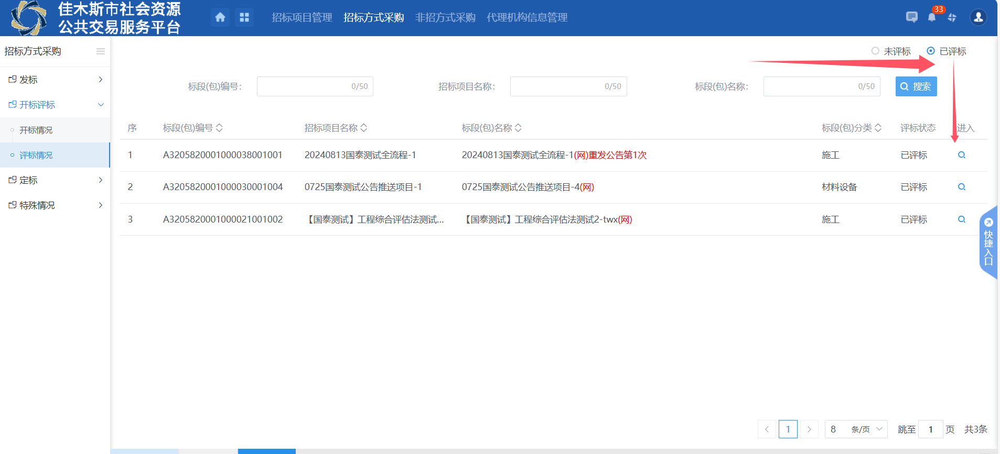 佳木斯市社会资源
公共交易服务平台
招标项目管理 招标方式采购 非招方式采购 代理机构信息管理
33
招标方式采购
发标
开标评标
开标情况
评标情况
定标
特殊情况
未评标 已评标
标段(包)编号： 0/50 招标项目名称： 0/50 标段(包)名称： 0/50 搜索
序 标段(包)编号 招标项目名称 标段(包)名称 标段(包)分类 评标状态 进入
1 A3205820001000038001001 20240813国泰测试全流程-1 20240813国泰测试全流程-1(网)重发公告第1次 施工 已评标
2 A3205820001000030001004 0725国泰测试公告推送项目-1 0725国泰测试公告推送项目-4(网) 材料设备 已评标
3 A3205820001000021001002 【国泰测试】工程综合评估法测试... 【国泰测试】工程综合评估法测试2-twx(网) 施工 已评标
快捷入口
1 8 条/页 跳至 1 页 共3条